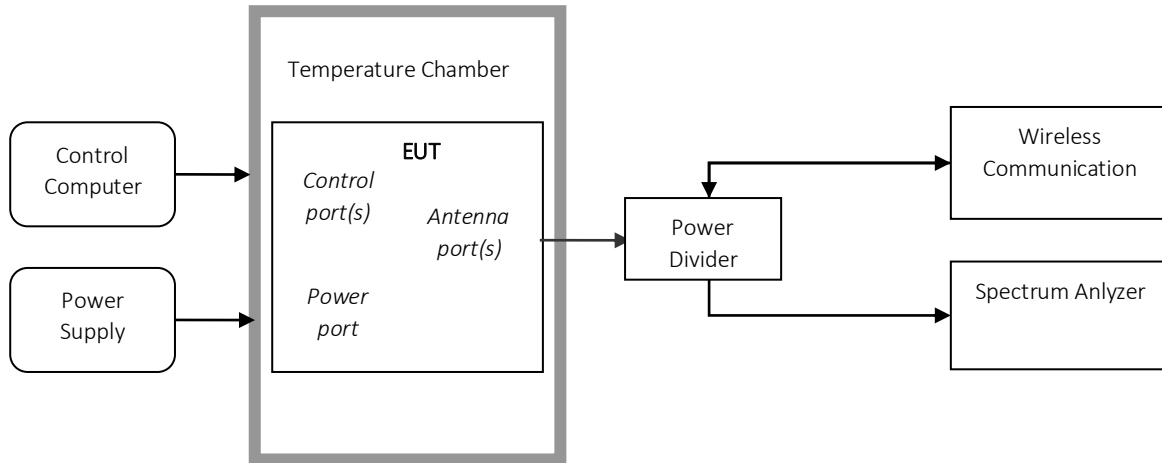 Temperature Chamber
Control
Computer
EUT
Control
port(s)
Antenna
port(s)
Power
port
Power
Supply
Power
Divider
Wireless
Communication
Spectrum Anlyzer